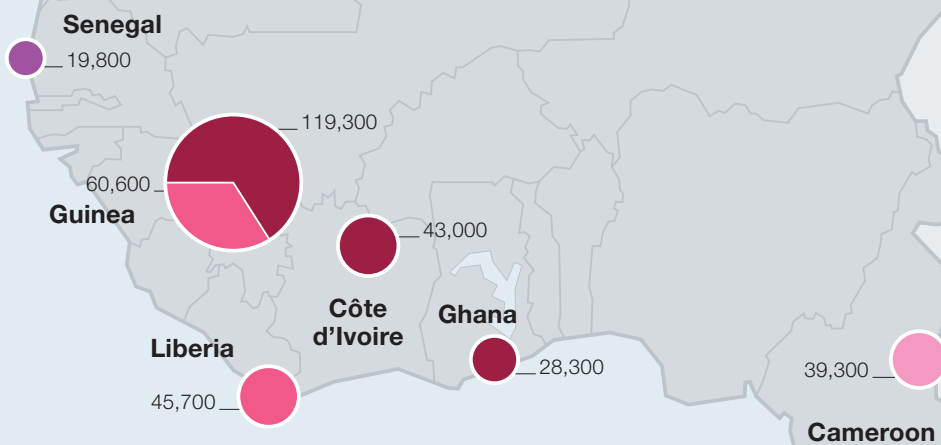 Senegal
19,800
119,300
60,600
Guinea
43,000
Côte
d'Ivoire
Ghana
28,300
Liberia
45,700
39,300
Cameroon